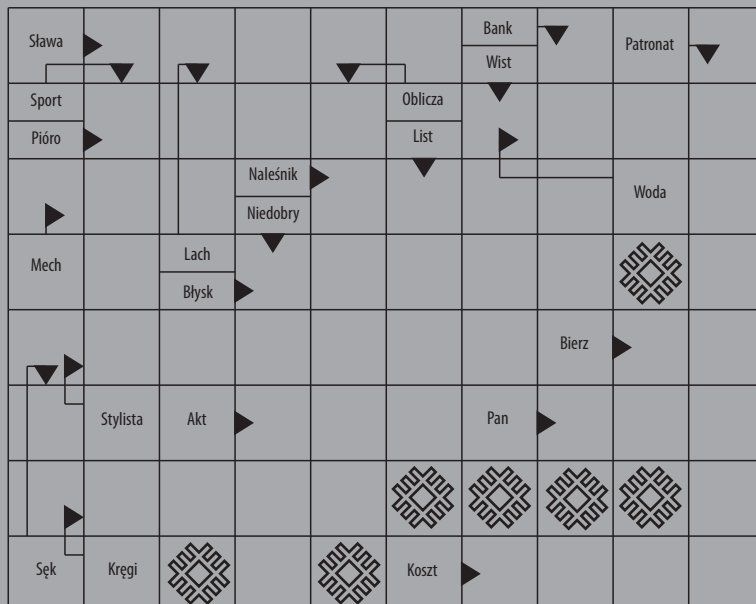 Sława
Bank
Wist
Patronat
Sport
Pióro
Oblicza
List
Naleśnik
Niedobry
Woda
Mech
Lach
Błysk
Bierz
Stylista
Akt
Pan
Sęk
Kręgi
Koszt